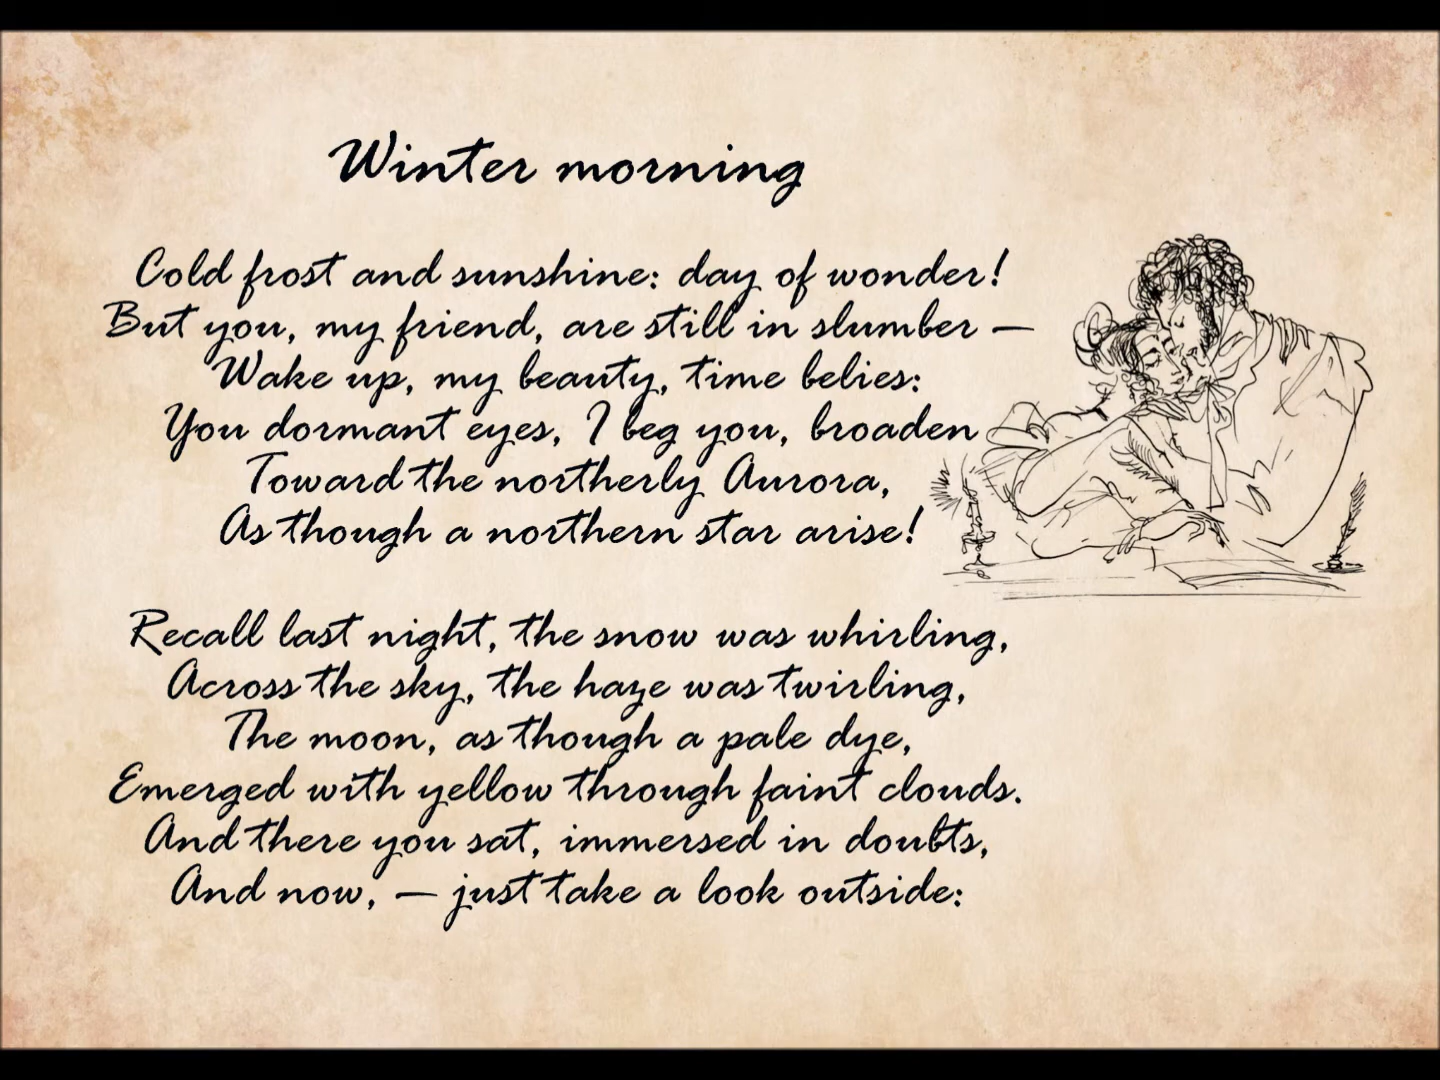 Winter morning
Cold frost and sunshine: day of wonder!
But you, my friend, are still in slumber —
Wake up, my beauty, time belies:
You dormant eyes, I beg you, broaden
Toward the northerly Aurora,
As though a northern star arise!
Recall last night, the snow was whirling,
Across the sky, the haze was twirling,
The moon, as though a pale dye,
Emerged with yellow through faint clouds.
And there you sat, immersed in doubts,
And now, — just take a look outside: